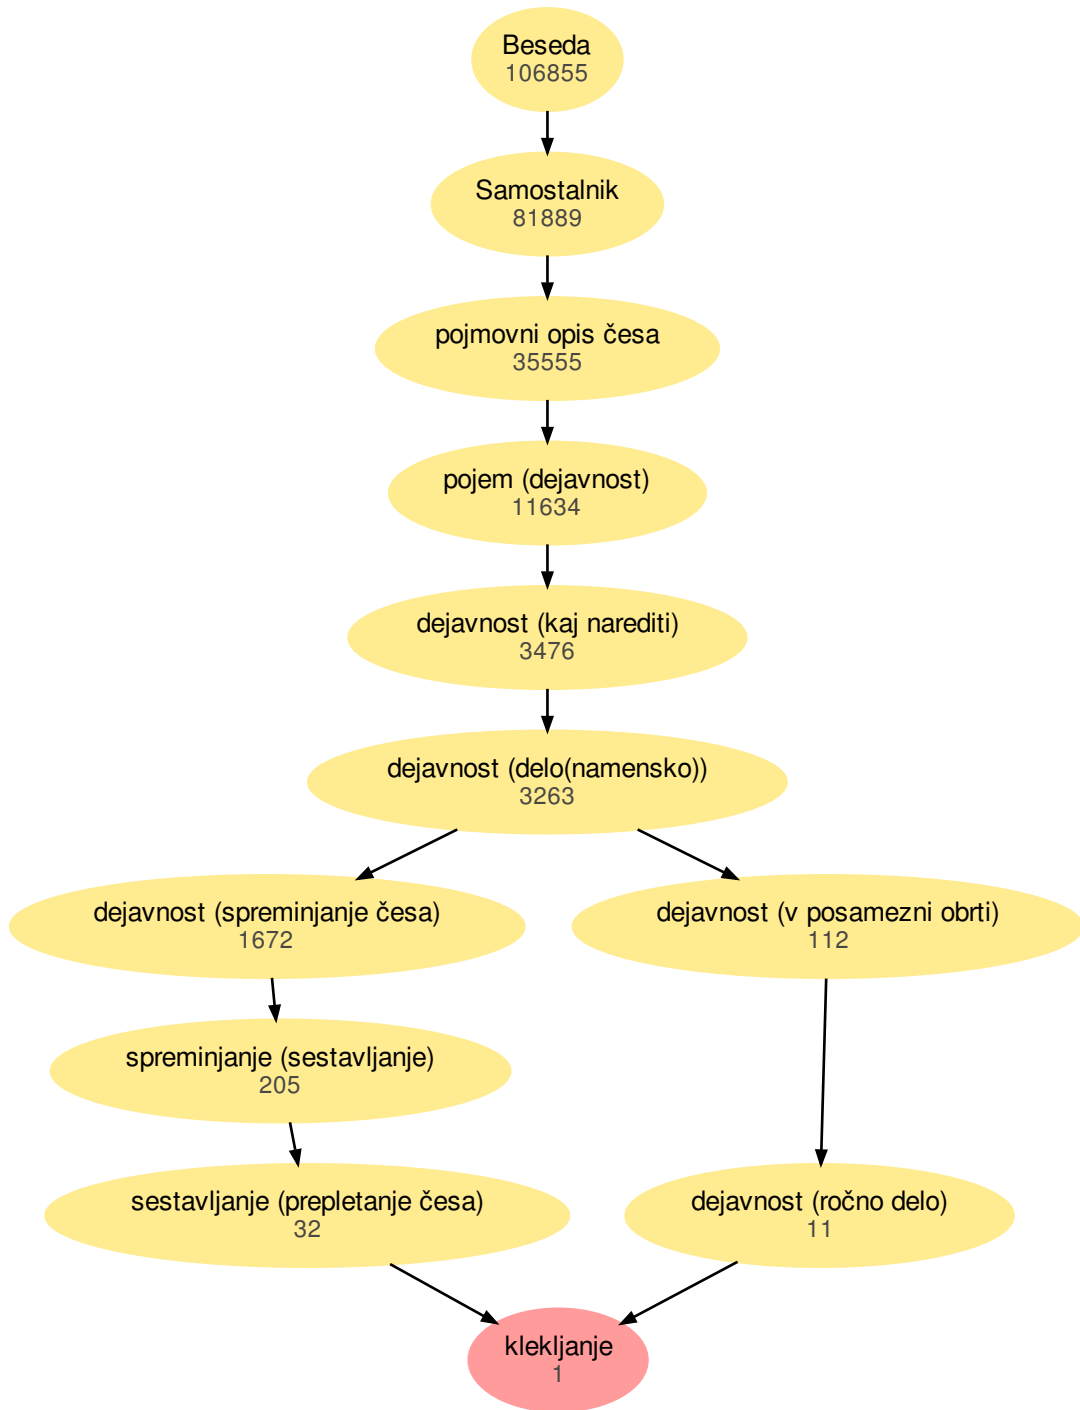 Beseda
106855
Samostalnik
81889
pojmovni opis česa
35555
pojem (dejavnost)
11634
dejavnost (kaj narediti)
3476
dejavnost (delo(namensko))
3263
dejavnost (spreminjanje česa)
1672
dejavnost (v posamezni obrti)
112
spreminjanje (sestavljanje)
205
sestavljanje (prepletanje česa)
32
dejavnost (ročno delo)
11
klekljanje
1